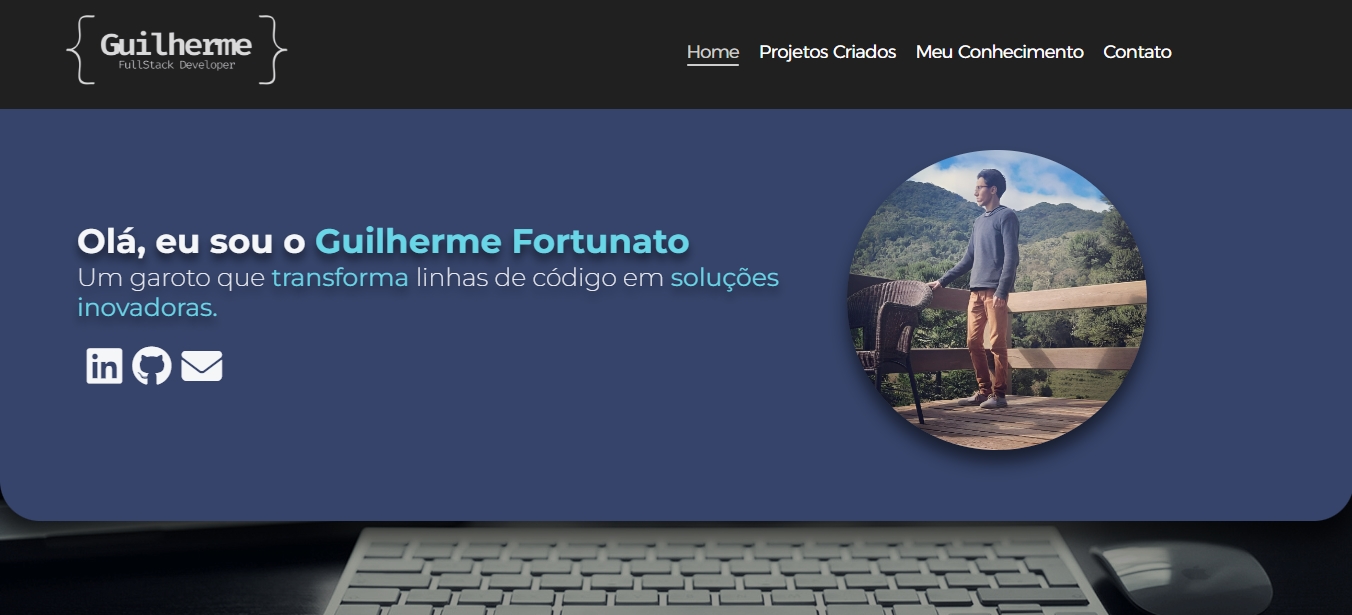 Guilherme
FullStack Developer
Home Projetos Criados Meu Conhecimento Contato
Olá, eu sou o Guilherme Fortunato
Um garoto que transforma linhas de código em soluções
inovadoras.
in